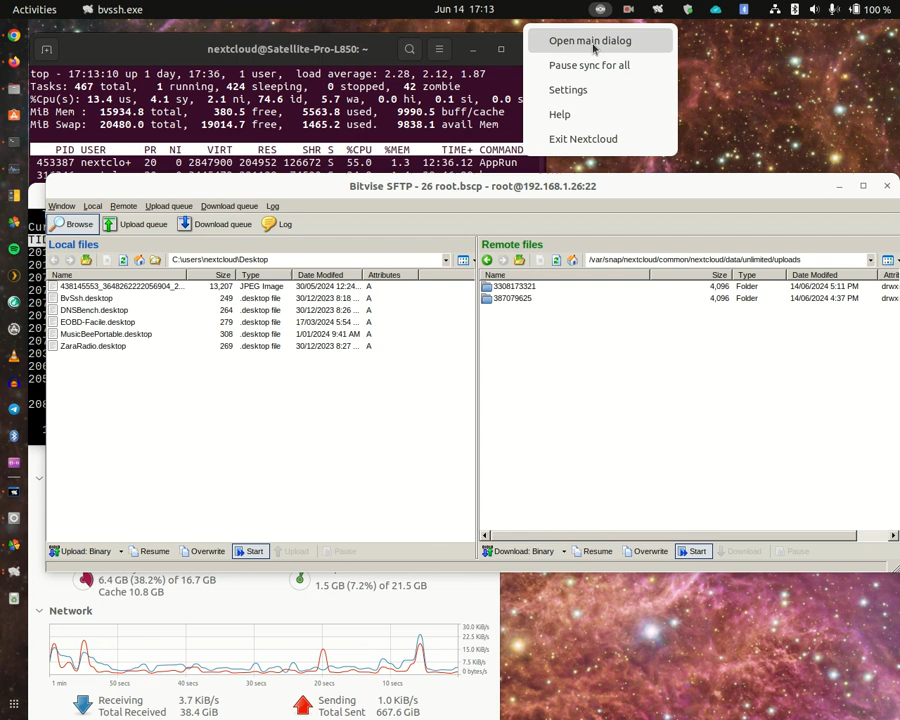 Activities
bvssh.exe
Jun 14 17:13
100 %
nextcloud@Satellite-Pro-L850: ~
top - 17:13:10 up 1 day, 17:36, 1 user, load average: 2.28, 2.12, 1.87
Tasks: 467 total, 1 running, 424 sleeping, 0 stopped, 42 zombie
%Cpu(s): 13.4 us, 4.1 sy, 2.1 ni, 74.6 id, 5.7 wa, 0.0 hi, 0.1 si, 0.0 s
MiB Mem : 15934.8 total, 380.5 free, 5563.8 used, 9990.5 buff/cache
MiB Swap: 20480.0 total, 19014.7 free, 1465.2 used. 9838.1 avail Mem
PID USER PR NI VIRT RES SHR S %CPU %MEM TIME+ COMMAND
453387 nextclo+ 20 0 2847900 204952 126672 S 55.0 1.3 12:36.12 AppRun
Open main dialog
Pause sync for all
Settings
Help
Exit Nextcloud
Bitvise SFTP - 26 root.bscp - root@192.168.1.26:22
Window Local Remote Upload queue Download queue Log
Browse Upload queue Download queue Log
Local files
C:\users\nextcloud\Desktop
Name Size Type Date Modified Attributes
438145553_3648262222056904_2... 13,207 JPEG Image 30/05/2024 12:24... A
BvSsh.desktop 249 .desktop file 30/12/2023 8:18 ... A
DNSBench.desktop 264 .desktop file 30/12/2023 8:26 ... A
EOBD-Facile.desktop 279 .desktop file 17/03/2024 5:54 ... A
MusicBeePortable.desktop 308 .desktop file 1/01/2024 9:41 AM A
ZaraRadio.desktop 269 .desktop file 30/12/2023 8:27 ... A
Remote files
/var/snap/nextcloud/common/nextcloud/data/unlimited/uploads
Name Size Type Date Modified Attri
3308173321 4,096 Folder 14/06/2024 5:11 PM drwx
387079625 4,096 Folder 14/06/2024 4:37 PM drwx
Upload: Binary Resume Overwrite Start Upload Pause
Download: Binary Resume Overwrite Start Download Pause
6.4 GB (38.2%) of 16.7 GB
Cache 10.8 GB
1.5 GB (7.2%) of 21.5 GB
Network
30.0 KiB/s
22.5 KiB/s
15.0 KiB/s
7.5 KiB/s
0 bytes/s
1 min 50 secs 40 secs 30 secs 20 secs 10 secs
Receiving 3.7 KiB/s
Total Received 38.4 GiB
Sending 1.0 KiB/s
Total Sent 667.6 GiB